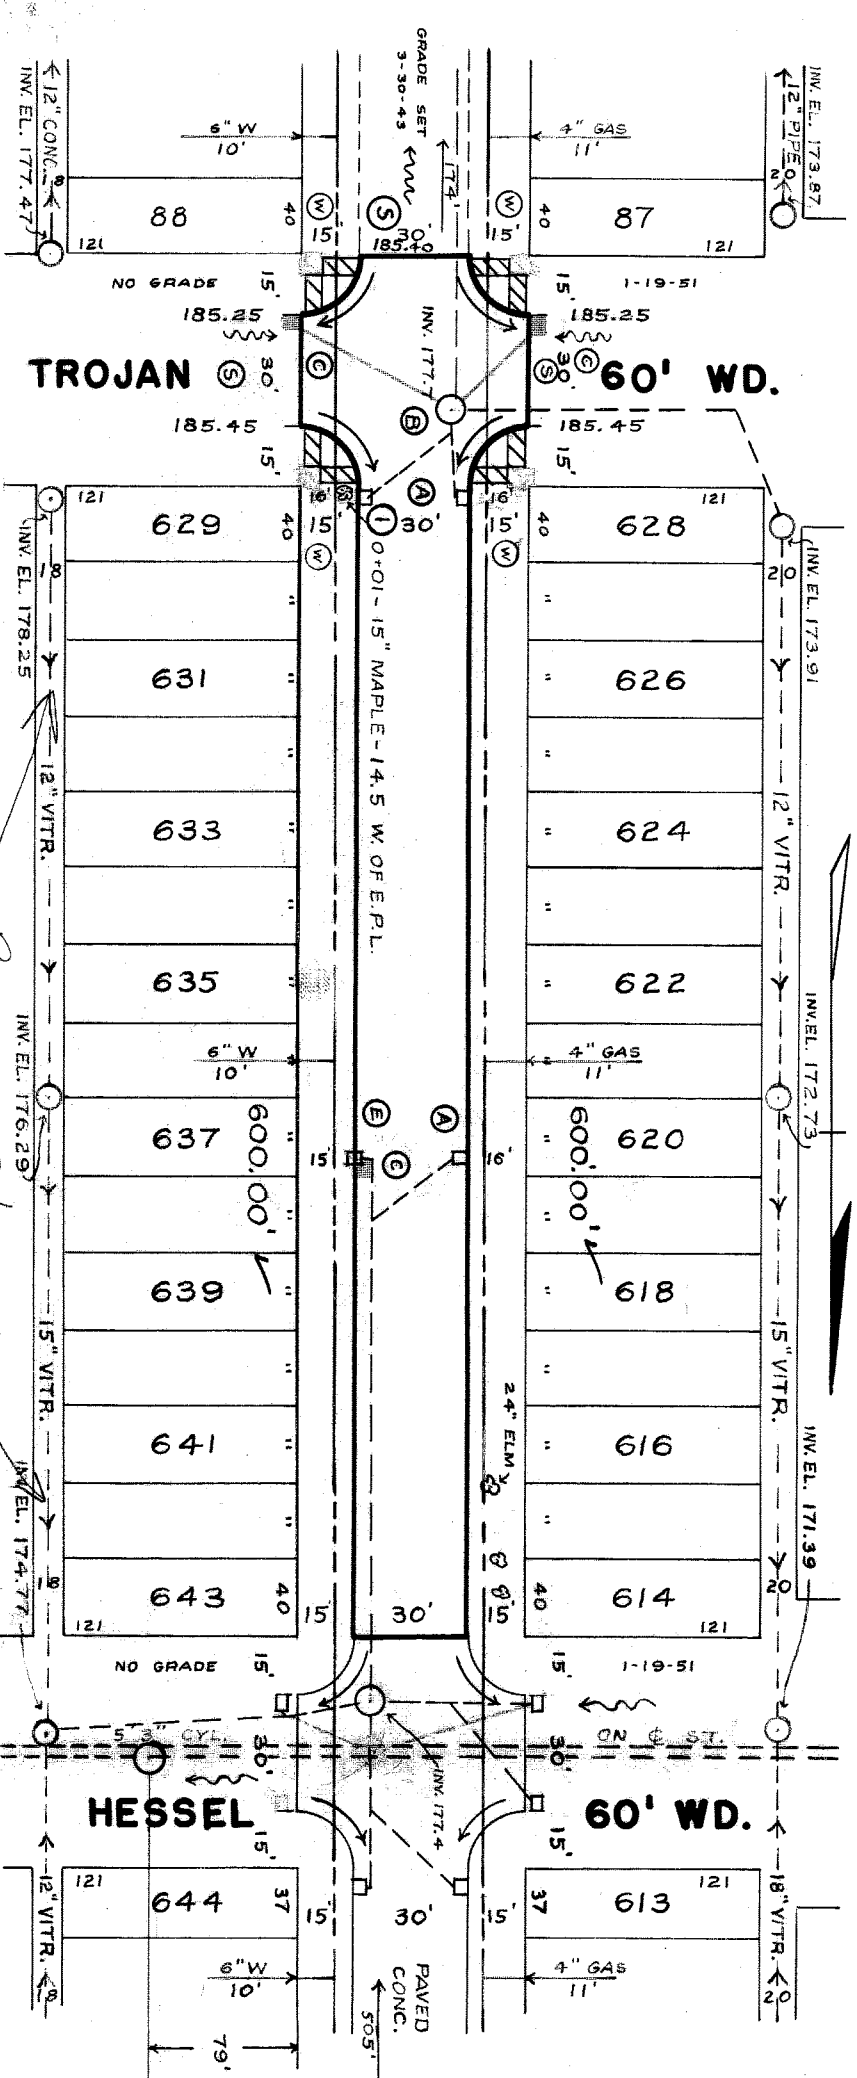 GRADE SET
3-30-43
12" CONC.
INV. EL. 177.47
6" W
10'
174'
4" GAS
11'
12" PIPE
INV. EL. 173.87
8
20
88
40
W
S
W
40
87
15'
30'
15'
121
185.40
121
NO GRADE
15'
15'
1-19-51
185.25
INV. 177.
185.25
TROJAN
S
30'
C
S
30'
C
60' WD.
185.45
B
185.45
15'
15'
121
16'
A
16'
121
629
40
15'
1
30'
15'
40
628
W
W
INV. EL. 178.25
18
0+01-15" MAPLE-14.5 W. OF E.P.L.
20
INV. EL. 173.91
"
"
631
"
"
626
"
"
12" VITR.
12" VITR.
633
"
"
624
"
635
"
"
622
INV. EL. 176.29
6" W
10'
4" GAS
11'
INV. EL. 172.73
637
600.00'
"
E
A
"
600.00'
620
15'
C
16'
"
"
639
"
"
618
15" VITR.
"
"
15" VITR.
24" ELM
641
"
"
616
INV. EL. 174.77
"
"
INV. EL. 171.39
18
20
643
40
15'
30'
15
40
614
121
121
NO GRADE
15'
15'
1-19-51
5'3" CYL.
30'
30'
ON ℄ ST.
INV. 177.4
HESSEL
60' WD.
15'
15'
121
121
644
37
15'
30'
15'
37
613
12" VITR.
18" VITR.
6" W
10'
PAVED
CONC.
4" GAS
11'
18
505'
20
79'